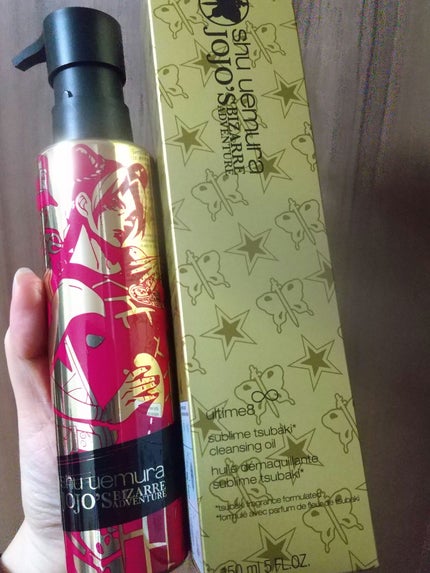 shu uemura
JOJO'S BIZARRE
ADVENTURE
ultime8
sublime tsubaki*
cleansing oil
huile démaquillante
sublime tsubaki*
*tsubaki fragrance formulated
*formulé avec parfum de fleur de tsubaki
150 ml 5 FL.OZ.
shu uemura
JOJO'S BIZARRE
ADVENTURE